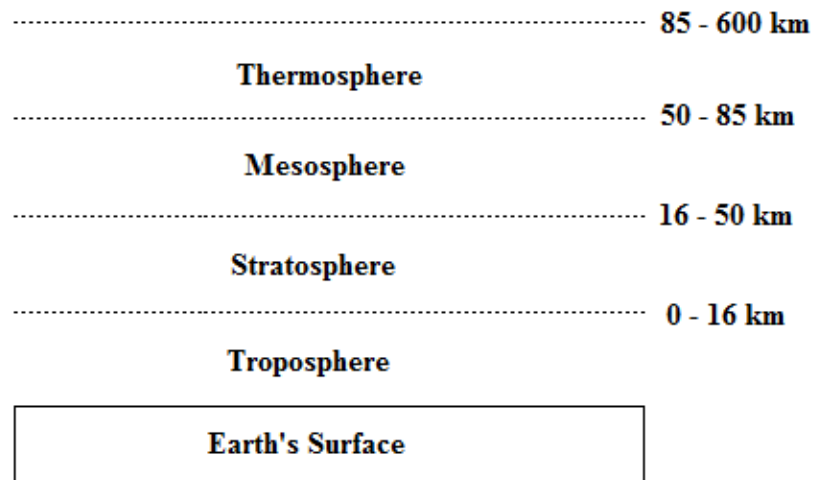 85 - 600 km
Thermosphere
50 - 85 km
Mesosphere
16 - 50 km
Stratosphere
0 - 16 km
Troposphere
Earth's Surface